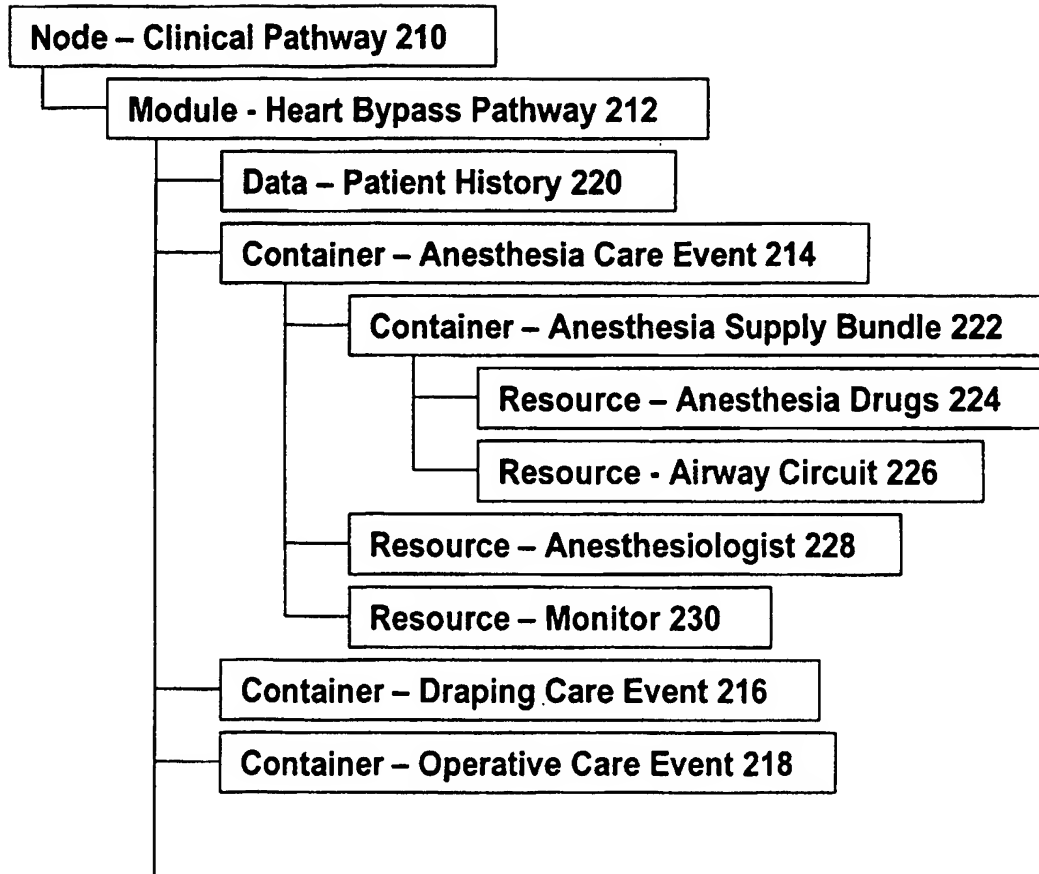 Node – Clinical Pathway 210
Module - Heart Bypass Pathway 212
Data – Patient History 220
Container – Anesthesia Care Event 214
Container – Anesthesia Supply Bundle 222
Resource – Anesthesia Drugs 224
Resource - Airway Circuit 226
Resource – Anesthesiologist 228
Resource – Monitor 230
Container – Draping Care Event 216
Container – Operative Care Event 218